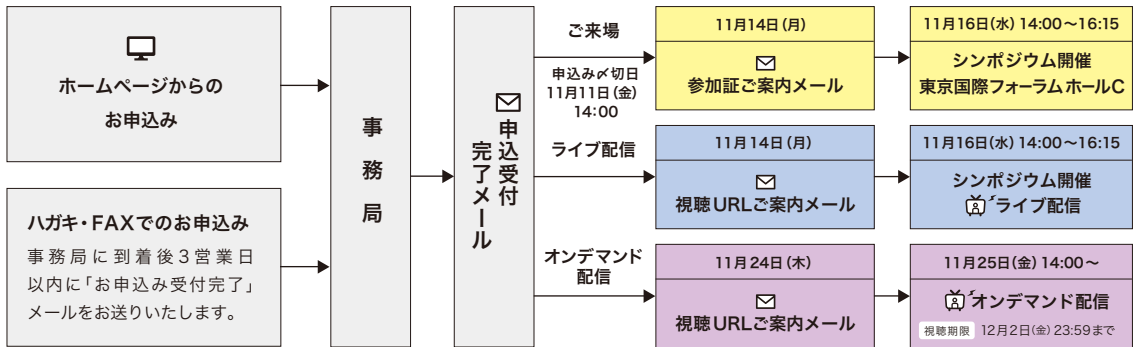 ホームページからの
お申込み
ハガキ・FAXでのお申込み
事務局に到着後3営業日
以内に「お申込み受付完了」
メールをお送りいたします。
事務局
申込受付
完了メール
ご来場
申込み〆切日
11月11日(金)
14:00
11月14日(月)
参加証ご案内メール
11月16日(水) 14:00〜16:15
シンポジウム開催
東京国際フォーラムホールC
ライブ配信
11月14日(月)
視聴URLご案内メール
11月16日(水) 14:00〜16:15
シンポジウム開催
ライブ配信
オンデマンド
配信
11月24日(木)
視聴URLご案内メール
11月25日(金) 14:00〜
オンデマンド配信
視聴期限 12月2日(金) 23:59まで